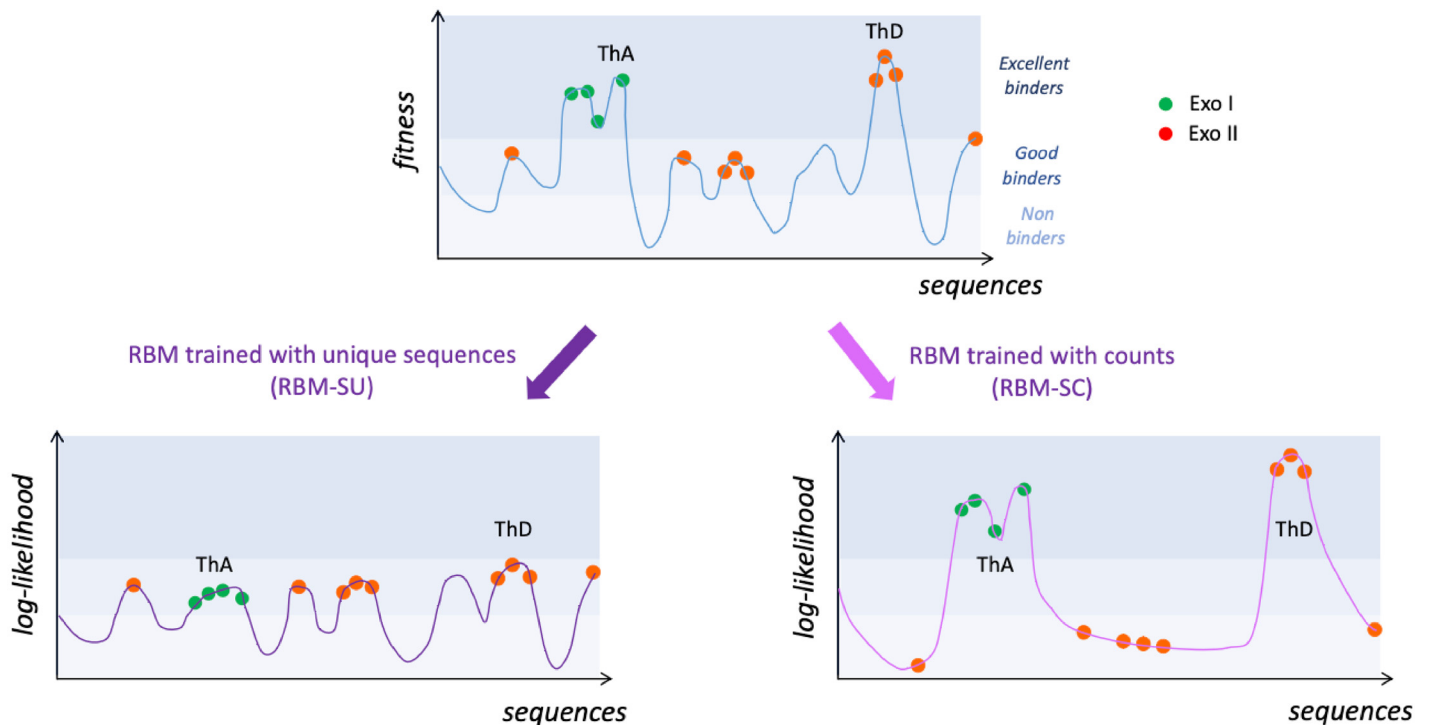 fitness
ThA
ThD
Excellent
binders
Good
binders
Non
binders
Exo I
Exo II
sequences
RBM trained with unique sequences
(RBM-SU)
RBM trained with counts
(RBM-SC)
log-likelihood
ThA
ThD
sequences
log-likelihood
ThA
ThD
sequences